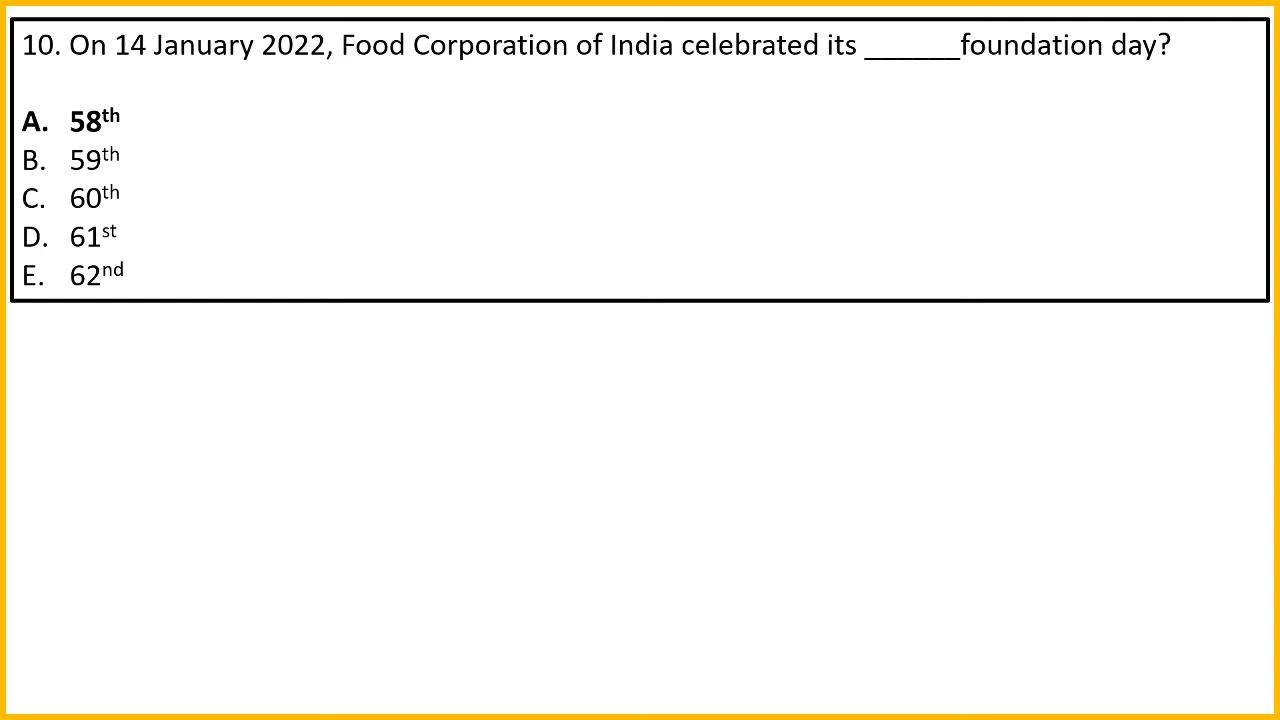 10. On 14 January 2022, Food Corporation of India celebrated its ______foundation day?
A. 58th
B. 59th
C. 60th
D. 61st
E. 62nd